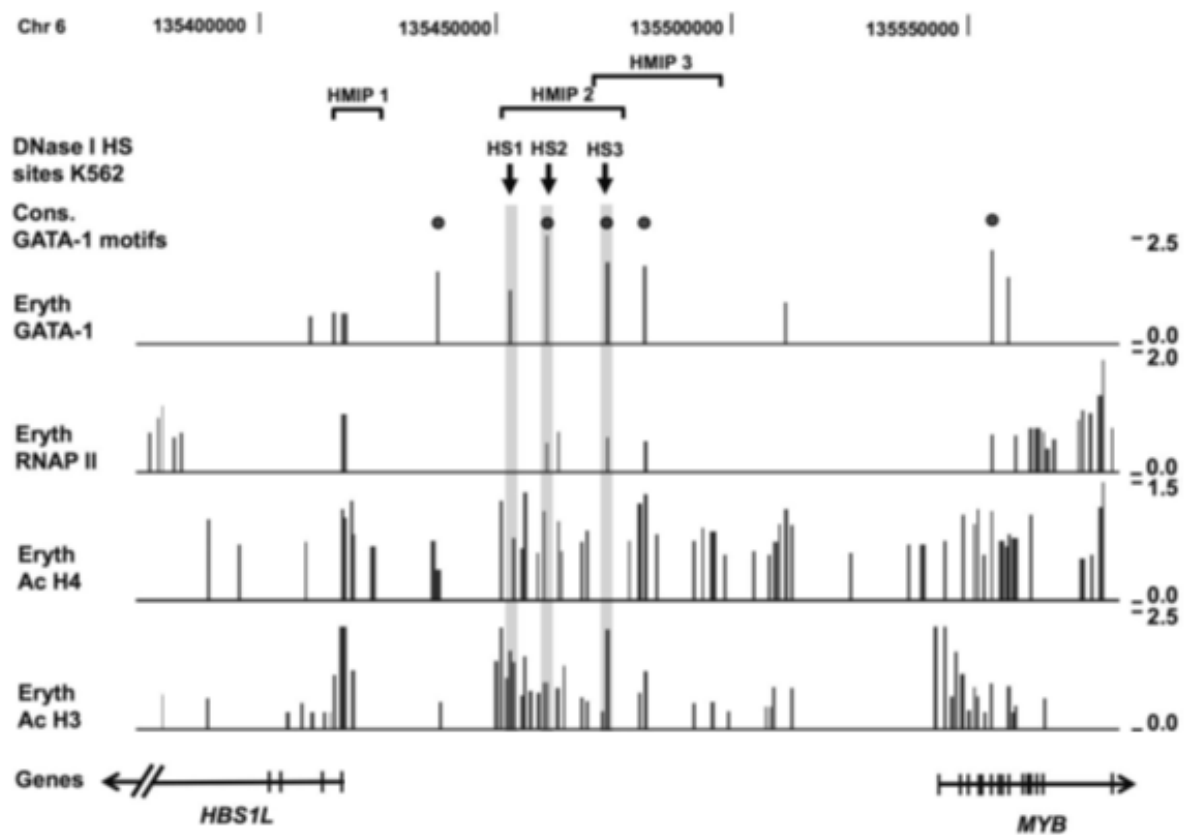 Chr 6 135400000 135450000 135500000 135550000
HMIP 3
HMIP 1 HMIP 2
DNase I HS
sites K562
HS1 HS2 HS3
Cons.
GATA-1 motifs
2.5
Eryth
GATA-1
0.0
2.0
Eryth
RNAP II
0.0
1.5
Eryth
Ac H4
0.0
2.5
Eryth
Ac H3
0.0
Genes
HBS1L
MYB